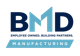 BMD
EMPLOYEE OWNED. BUILDING PARTNERS.
MANUFACTURING